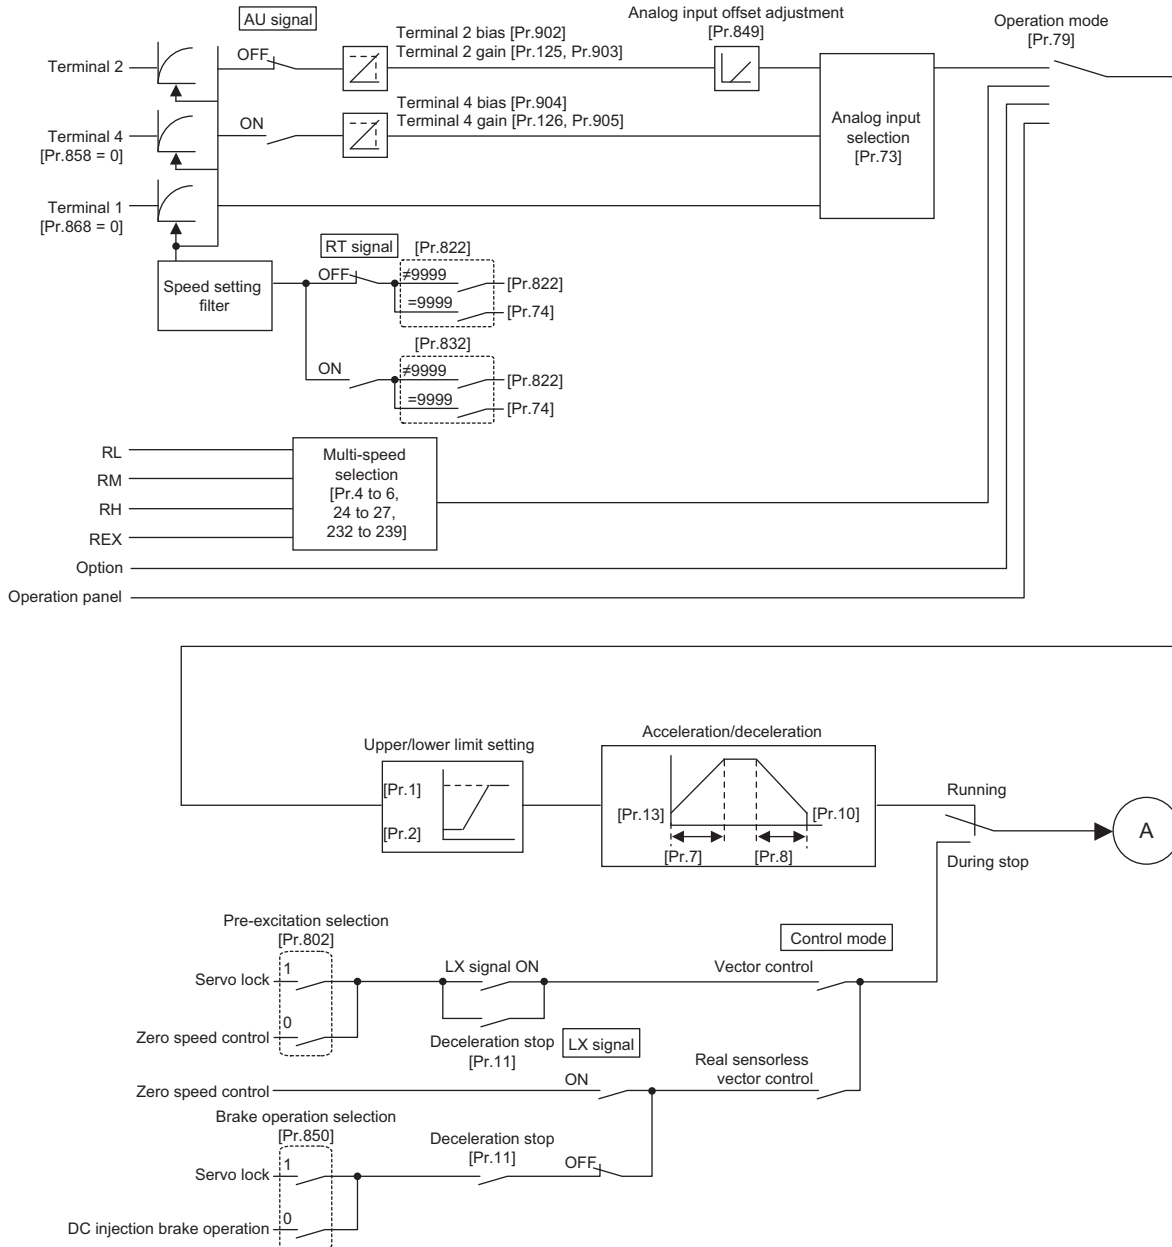 AU signal
Analog input offset adjustment
[Pr.849]
Operation mode
[Pr.79]
Terminal 2
OFF
Terminal 2 bias [Pr.902]
Terminal 2 gain [Pr.125, Pr.903]
Terminal 4
[Pr.858 = 0]
ON
Terminal 4 bias [Pr.904]
Terminal 4 gain [Pr.126, Pr.905]
Analog input
selection
[Pr.73]
Terminal 1
[Pr.868 = 0]
Speed setting
filter
RT signal
OFF
[Pr.822]
≠9999
[Pr.822]
=9999
[Pr.74]
[Pr.832]
ON
≠9999
[Pr.822]
=9999
[Pr.74]
RL
RM
RH
REX
Multi-speed
selection
[Pr.4 to 6,
24 to 27,
232 to 239]
Option
Operation panel
Upper/lower limit setting
[Pr.1]
[Pr.2]
Acceleration/deceleration
[Pr.13]
[Pr.10]
[Pr.7]
[Pr.8]
Running
During stop
A
Pre-excitation selection
[Pr.802]
Servo lock
1
Zero speed control
0
LX signal ON
Deceleration stop
[Pr.11]
Control mode
Vector control
LX signal
Zero speed control
ON
Real sensorless
vector control
Brake operation selection
[Pr.850]
Servo lock
1
DC injection brake operation
0
Deceleration stop
[Pr.11]
OFF